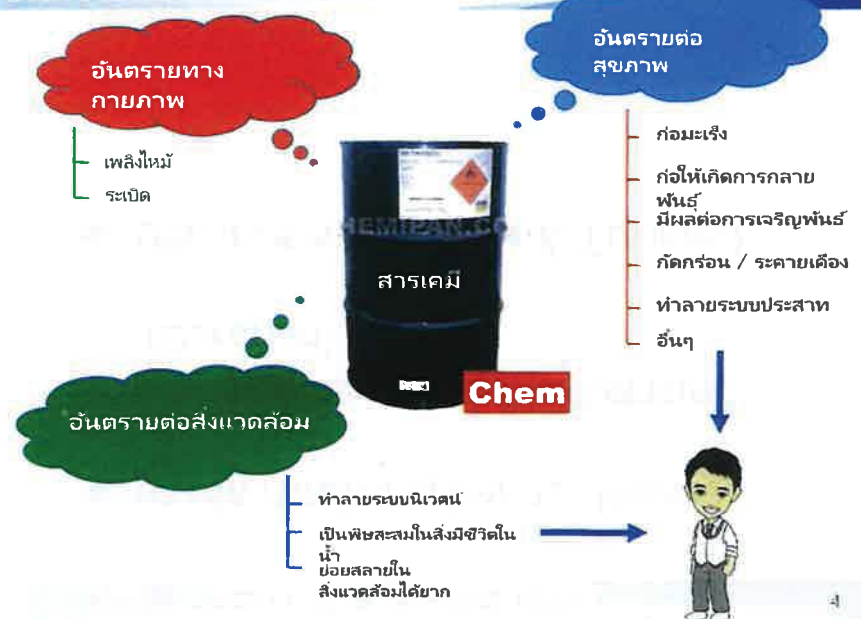 อันตรายทาง
กายภาพ
เพลิงไหม้
ระเบิด
อันตรายต่อ
สุขภาพ
ก่อมะเร็ง
ก่อให้เกิดการกลาย
พันธุ์
มีผลต่อการเจริญพันธ์
กัดกร่อน / ระคายเคือง
ทำลายระบบประสาท
อื่นๆ
HEMIPAN.CO
สารเคมี
Chem
อันตรายต่อสิ่งแวดล้อม
ทำลายระบบนิเวศน์
เป็นพิษสะสมในสิ่งมีชีวิตใน
น้ำ
ย่อยสลายใน
สิ่งแวดล้อมได้ยาก
4